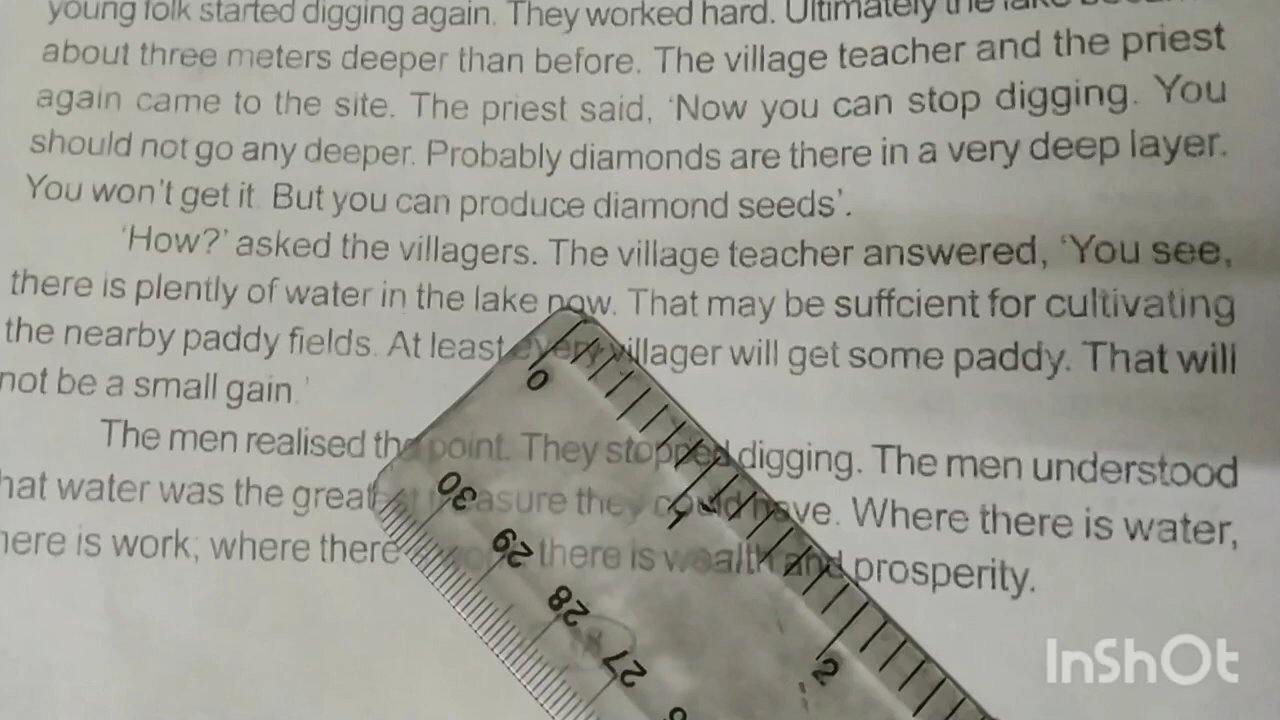 young folk started digging again. They worked hard. Ultimately the lake
about three meters deeper than before. The village teacher and the priest
again came to the site. The priest said, 'Now you can stop digging. You
should not go any deeper. Probably diamonds are there in a very deep layer.
You won't get it. But you can produce diamond seeds'.
'How?' asked the villagers. The village teacher answered, 'You see,
there is plently of water in the lake now. That may be suffcient for cultivating
the nearby paddy fields. At least every villager will get some paddy. That will
not be a small gain.'
The men realised the point. They stopped digging. The men understood
hat water was the greatest treasure they could have. Where there is water,
here is work; where there work there is wealth and prosperity.
0 1 2
30 29 28 27
InShOt